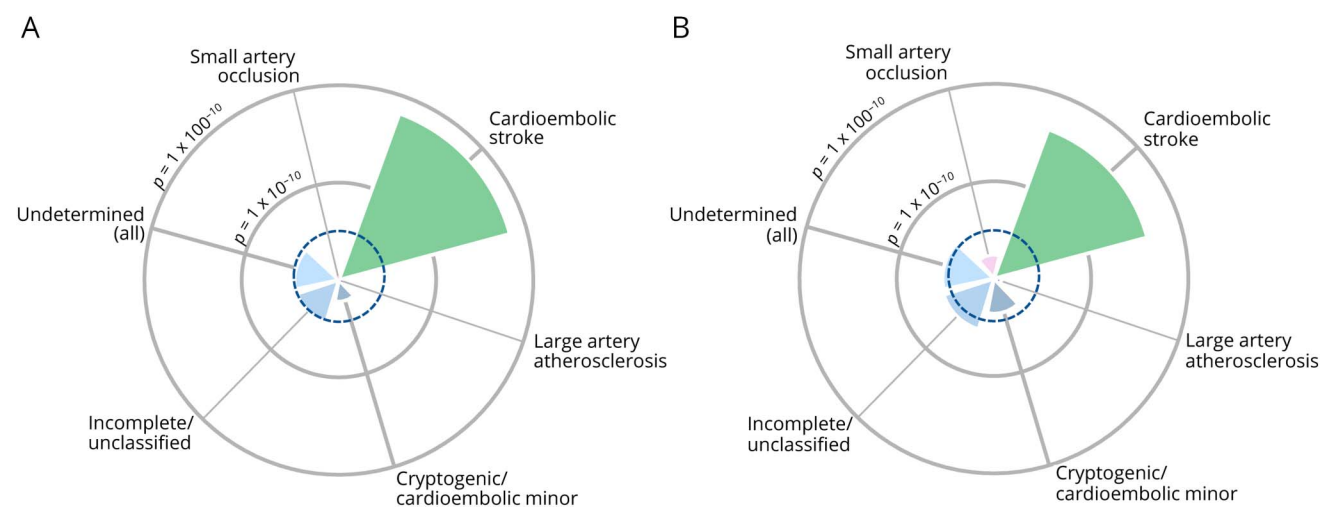 A
Small artery
occlusion
p = 1 x 100⁻¹⁰
Cardioembolic
stroke
p = 1 x 10⁻¹⁰
Undetermined
(all)
Large artery
atherosclerosis
Incomplete/
unclassified
Cryptogenic/
cardioembolic minor
B
Small artery
occlusion
p = 1 x 100⁻¹⁰
Cardioembolic
stroke
p = 1 x 10⁻¹⁰
Undetermined
(all)
Large artery
atherosclerosis
Incomplete/
unclassified
Cryptogenic/
cardioembolic minor